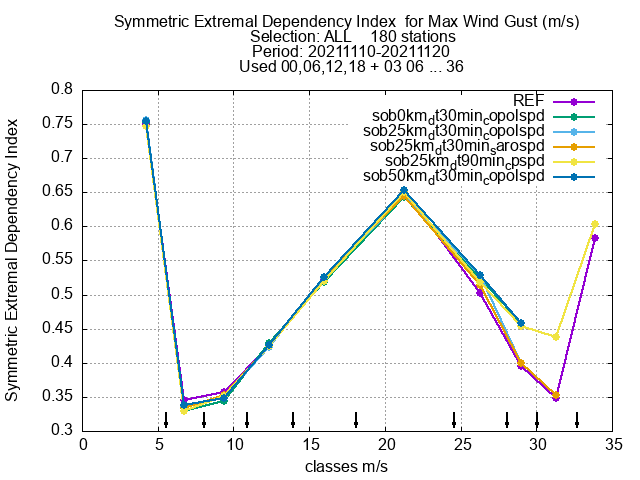 Symmetric Extremal Dependency Index  for Max Wind Gust (m/s)
Selection: ALL    180 stations
Period: 20211110-20211120
Used 00,06,12,18 + 03 06 ... 36
REF
sob0km_dt30min_copolspd
sob25km_dt30min_copolspd
sob25km_dt30min_sarospd
sob25km_dt90min_cpspd
sob50km_dt30min_copolspd
Symmetric Extremal Dependency Index
0.8
0.75
0.7
0.65
0.6
0.55
0.5
0.45
0.4
0.35
0.3
0 5 10 15 20 25 30 35
classes m/s